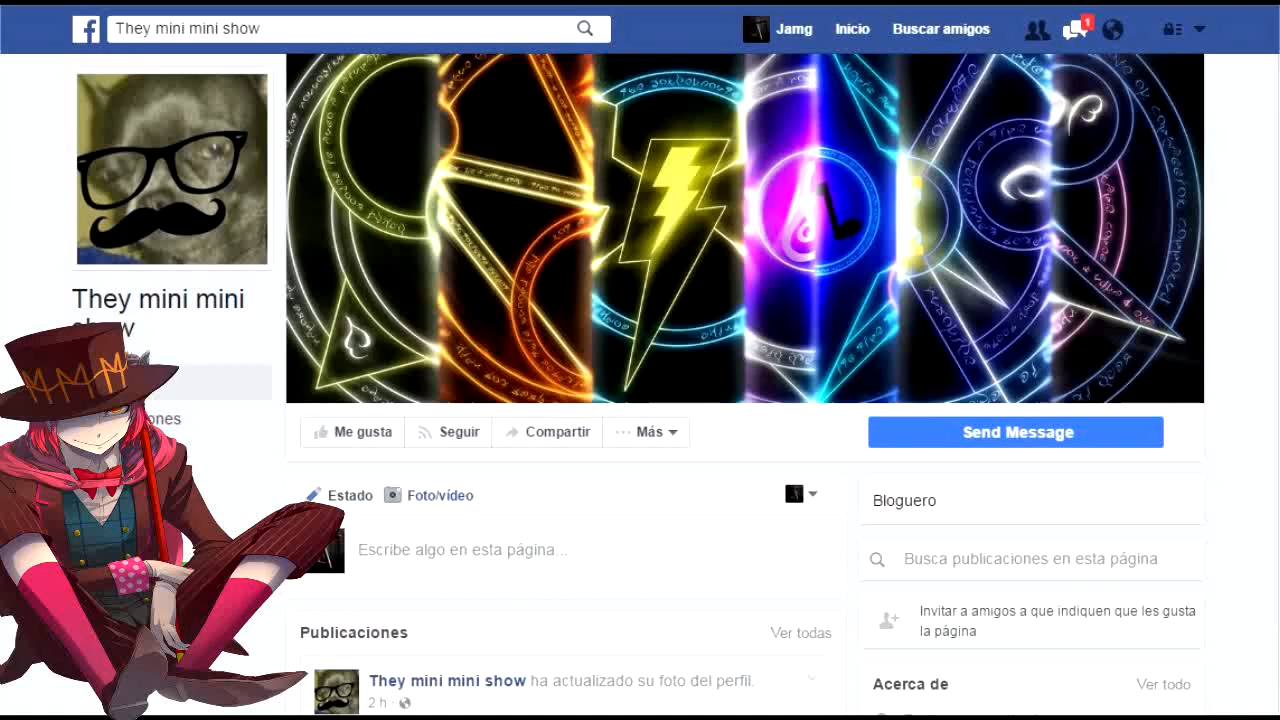 They mini mini show
Jamg
Inicio
Buscar amigos
1
They mini mini
show
MMM
ones
Me gusta
Seguir
Compartir
Más
Send Message
Estado
Foto/vídeo
Bloguero
Escribe algo en esta página...
Busca publicaciones en esta página
Invitar a amigos a que indiquen que les gusta
la página
Publicaciones
Ver todas
They mini mini show ha actualizado su foto del perfil.
2 h ·
Acerca de
Ver todo